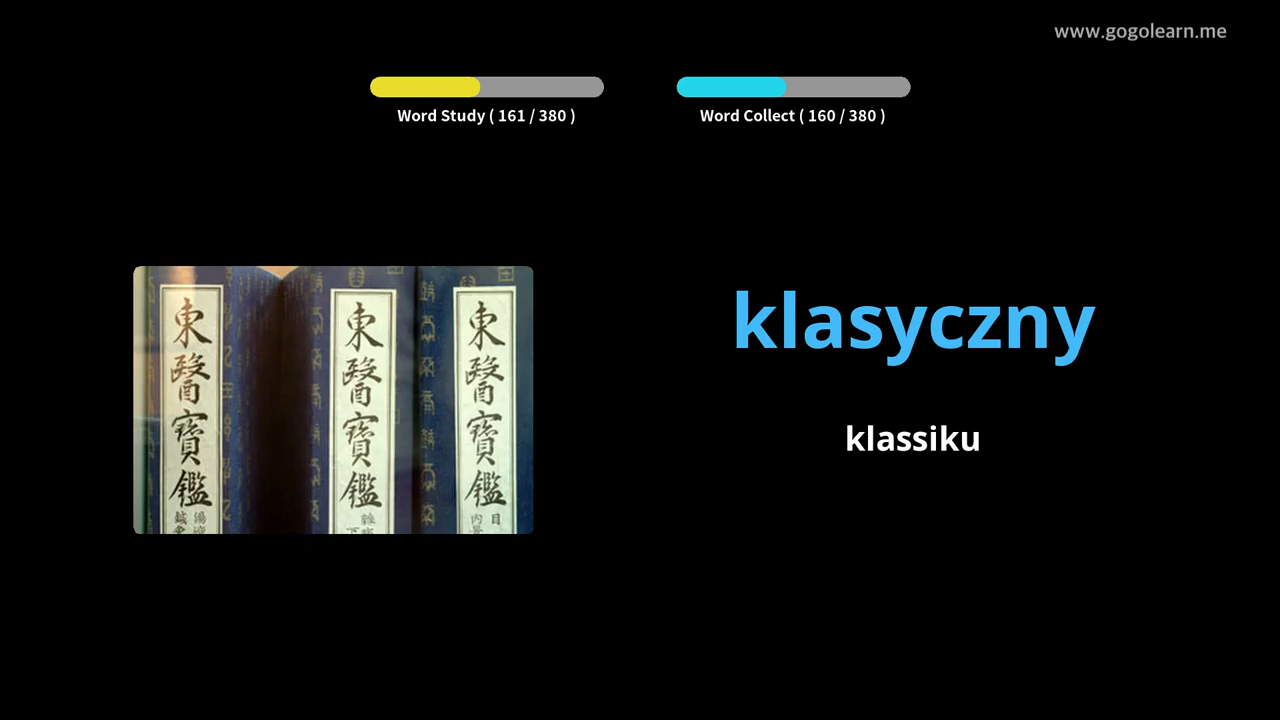 www.gogolearn.me
Word Study ( 161 / 380 )
Word Collect ( 160 / 380 )
東醫寶鑑
東醫寶鑑
東醫寶鑑
klasyczny
klassiku